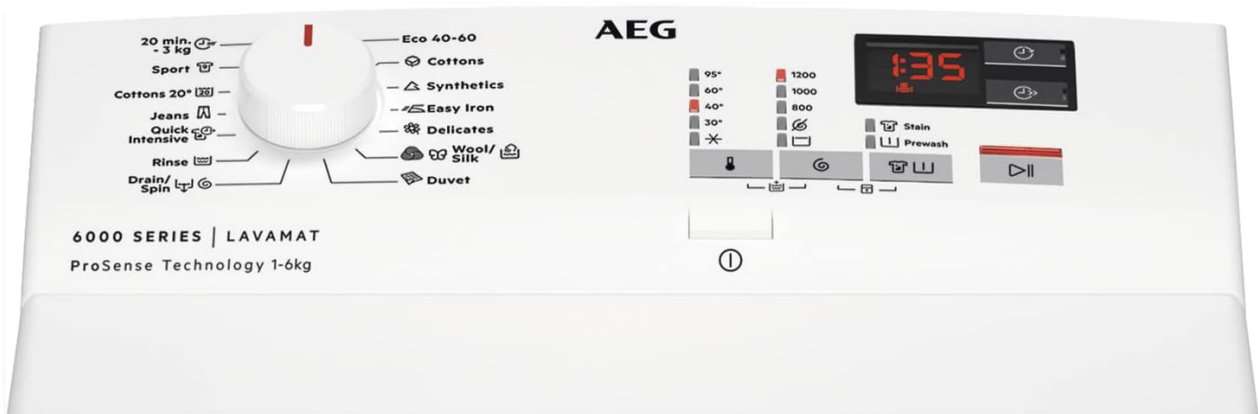 AEG
20 min.
- 3 kg
Sport
Cottons 20° 20
Jeans
Quick
Intensive
Rinse
Drain/
Spin
Eco 40-60
Cottons
Synthetics
Easy Iron
Delicates
Wool/
Silk
Duvet
95°
60°
40°
30°
1200
1000
800
Stain
Prewash
1:35
6000 SERIES | LAVAMAT
ProSense Technology 1-6kg